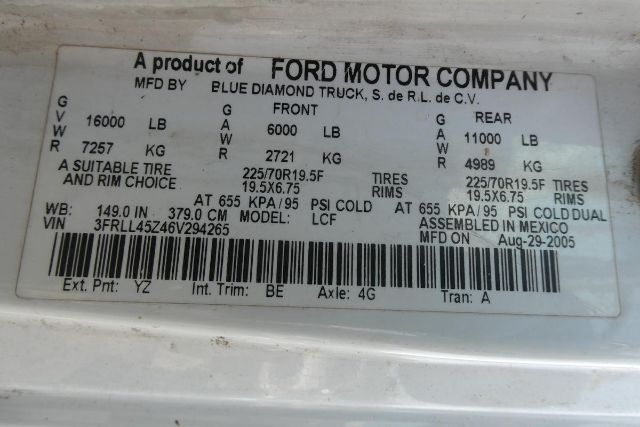 A product of FORD MOTOR COMPANY
MFD BY BLUE DIAMOND TRUCK, S. de R.L. de C.V.
GVWR 16000 LB 7257 KG
FRONT GAWR 6000 LB 2721 KG
REAR GAWR 11000 LB 4989 KG
A SUITABLE TIRE 225/70R19.5F TIRES 225/70R19.5F TIRES
AND RIM CHOICE 19.5X6.75 RIMS 19.5X6.75 RIMS
AT 655 KPA/95 PSI COLD AT 655 KPA/95 PSI COLD DUAL
WB: 149.0 IN 379.0 CM MODEL: LCF ASSEMBLED IN MEXICO
VIN 3FRLL45Z46V294265 MFD ON Aug-29-2005
Ext. Pnt: YZ Int. Trim: BE Axle: 4G Tran: A